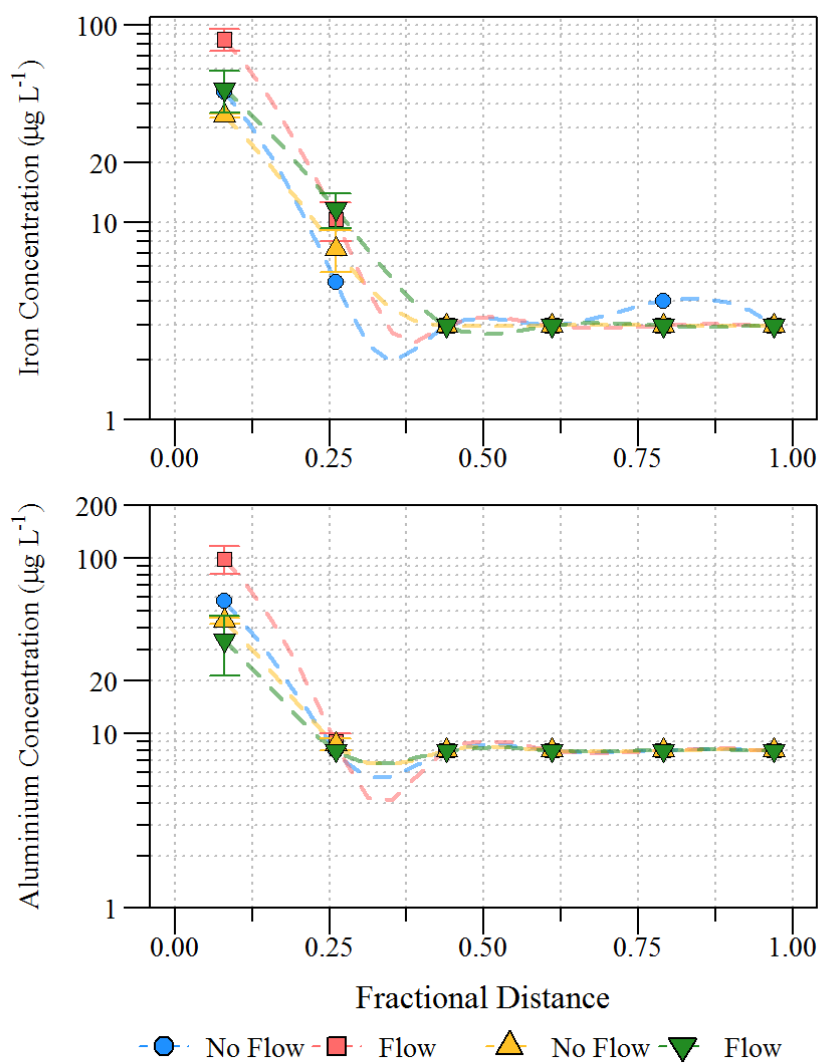 Iron Concentration (µg L⁻¹)
100
20
10
1
0.00 0.25 0.50 0.75 1.00
Aluminium Concentration (µg L⁻¹)
200
100
20
10
1
0.00 0.25 0.50 0.75 1.00
Fractional Distance
No Flow Flow No Flow Flow